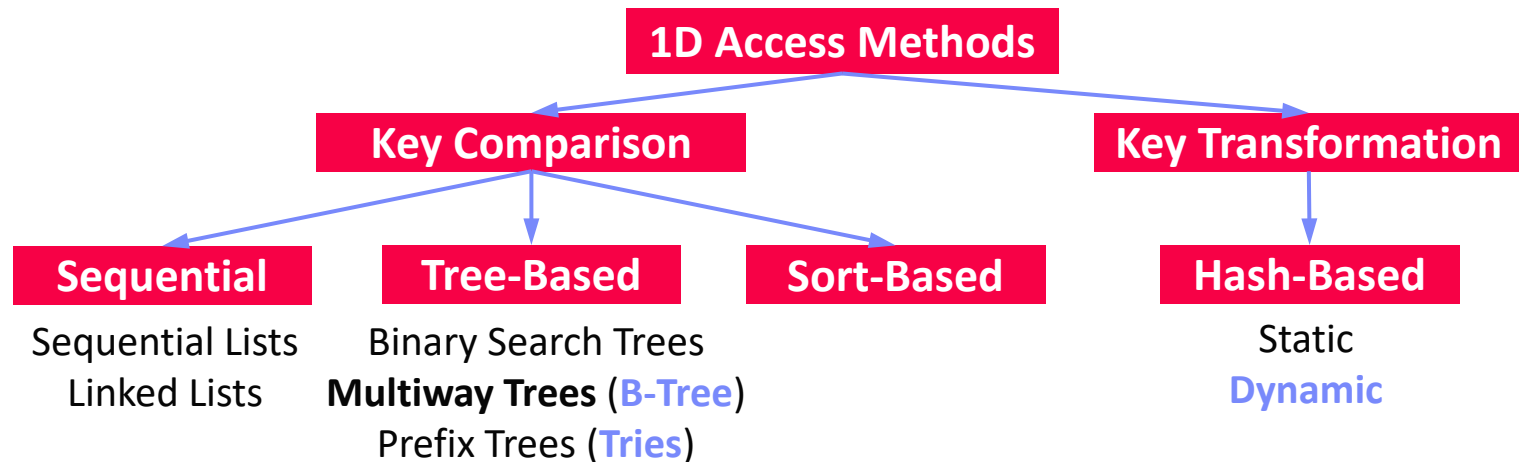 1D Access Methods
Key Comparison
Key Transformation
Sequential
Tree-Based
Sort-Based
Hash-Based
Sequential Lists
Linked Lists
Binary Search Trees
Multiway Trees (B-Tree)
Prefix Trees (Tries)
Static
Dynamic